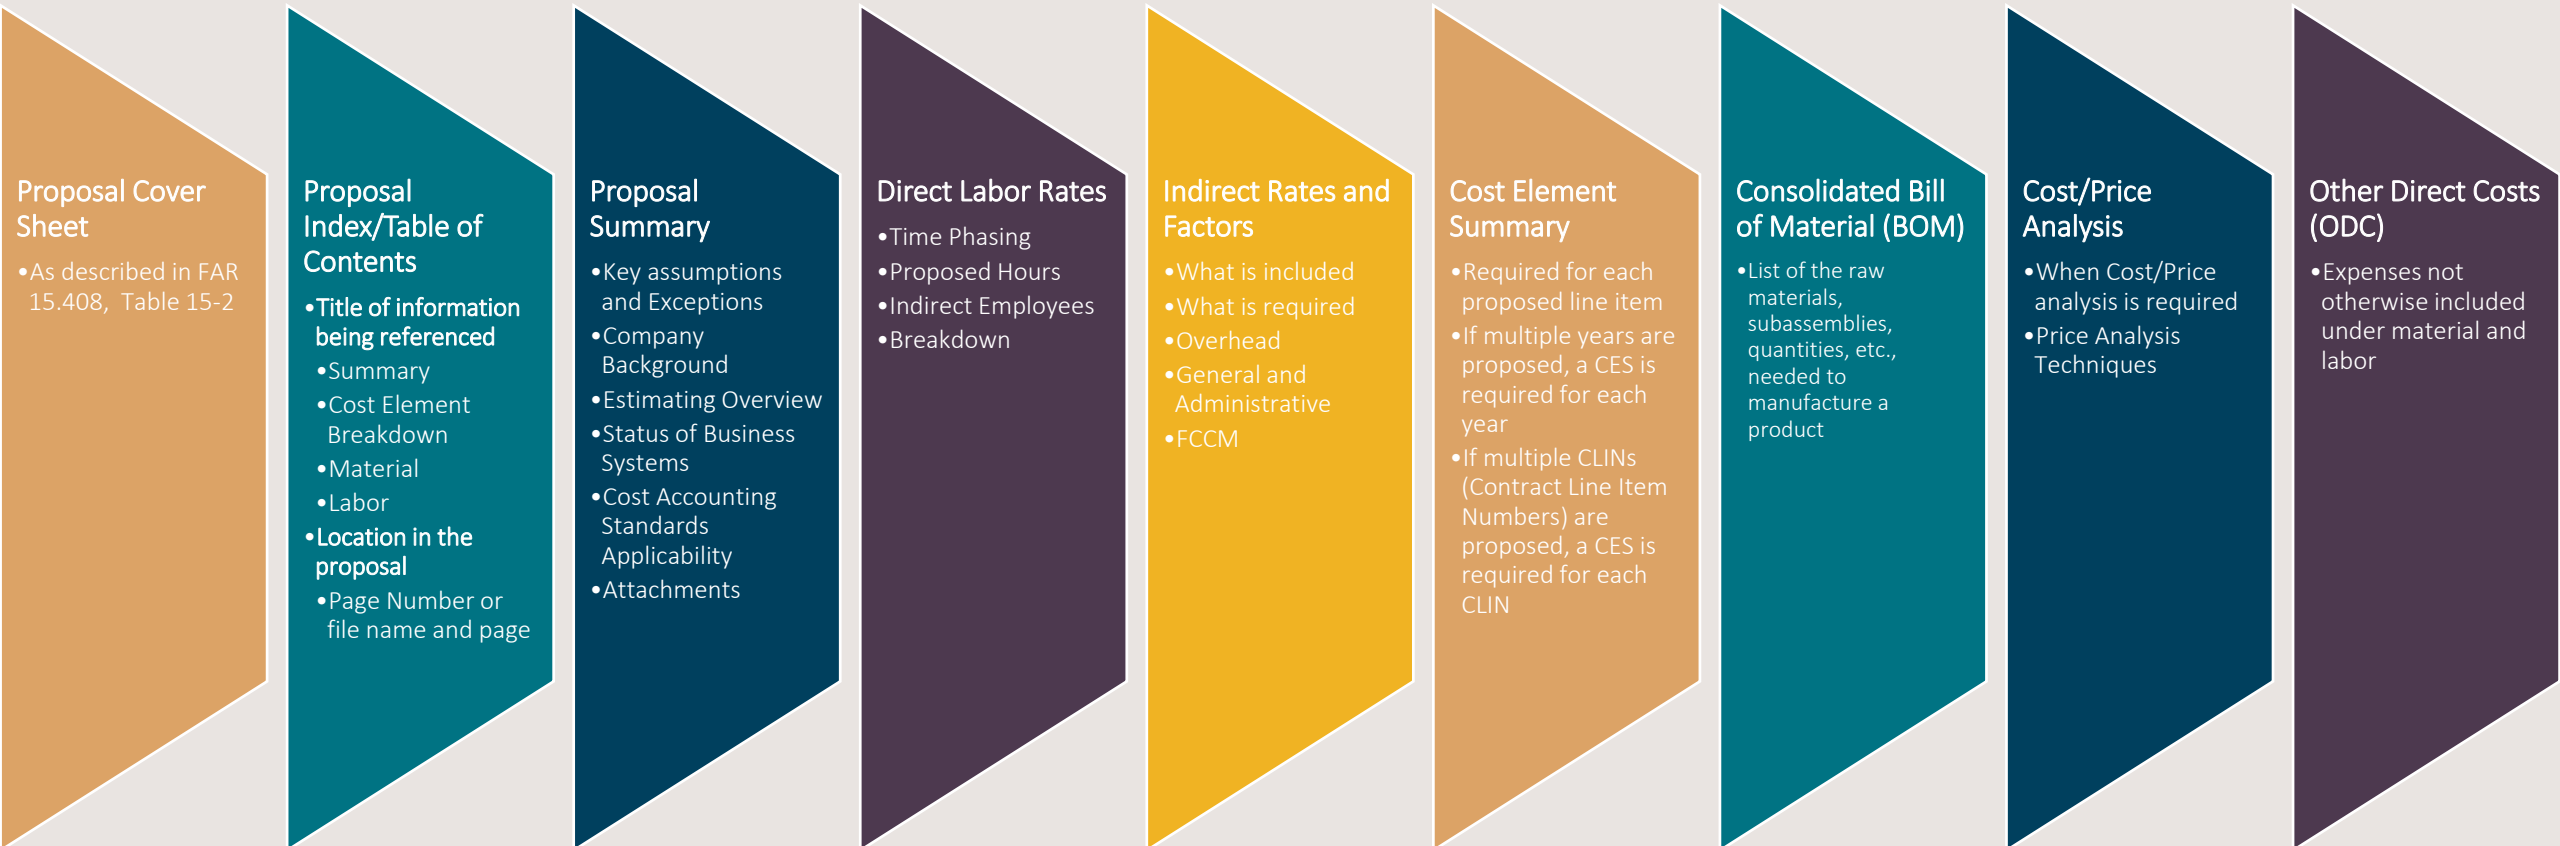 Proposal Cover
Sheet
•As described in FAR
15.408, Table 15-2
Proposal
Index/Table of
Contents
•Title of information
being referenced
•Summary
•Cost Element
Breakdown
•Material
•Labor
•Location in the
proposal
•Page Number or
file name and page
Proposal
Summary
•Key assumptions
and Exceptions
•Company
Background
•Estimating Overview
•Status of Business
Systems
•Cost Accounting
Standards
Applicability
•Attachments
Direct Labor Rates
•Time Phasing
•Proposed Hours
•Indirect Employees
•Breakdown
Indirect Rates and
Factors
•What is included
•What is required
•Overhead
•General and
Administrative
•FCCM
Cost Element
Summary
•Required for each
proposed line item
•If multiple years are
proposed, a CES is
required for each
year
•If multiple CLINs
(Contract Line Item
Numbers) are
proposed, a CES is
required for each
CLIN
Consolidated Bill
of Material (BOM)
•List of the raw
materials,
subassemblies,
quantities, etc.,
needed to
manufacture a
product
Cost/Price
Analysis
•When Cost/Price
analysis is required
•Price Analysis
Techniques
Other Direct Costs
(ODC)
•Expenses not
otherwise included
under material and
labor